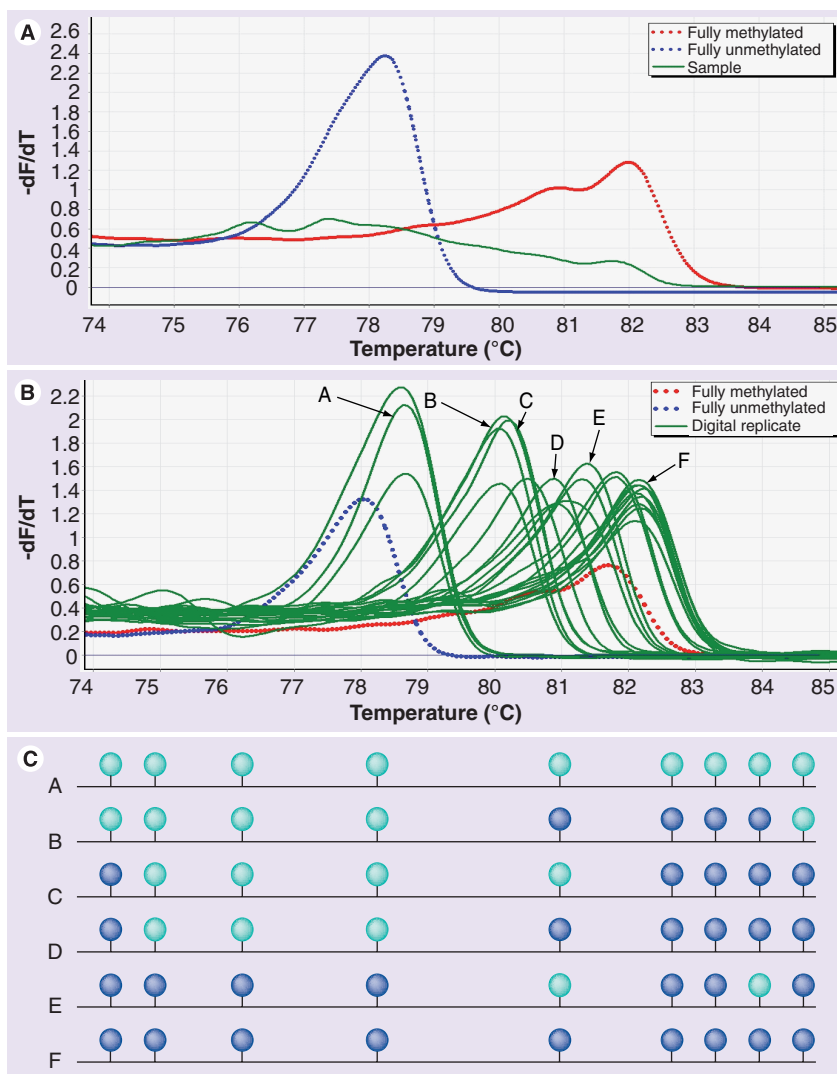 A
2.6
2.4
2.2
2
1.8
1.6
1.4
1.2
1
0.8
0.6
0.4
0.2
0
-dF/dT
Fully methylated
Fully unmethylated
Sample
74 75 76 77 78 79 80 81 82 83 84 85
Temperature (°C)
B
2.2
2
1.8
1.6
1.4
1.2
1
0.8
0.6
0.4
0.2
0
-dF/dT
A B C D E F
Fully methylated
Fully unmethylated
Digital replicate
74 75 76 77 78 79 80 81 82 83 84 85
Temperature (°C)
C
A
B
C
D
E
F